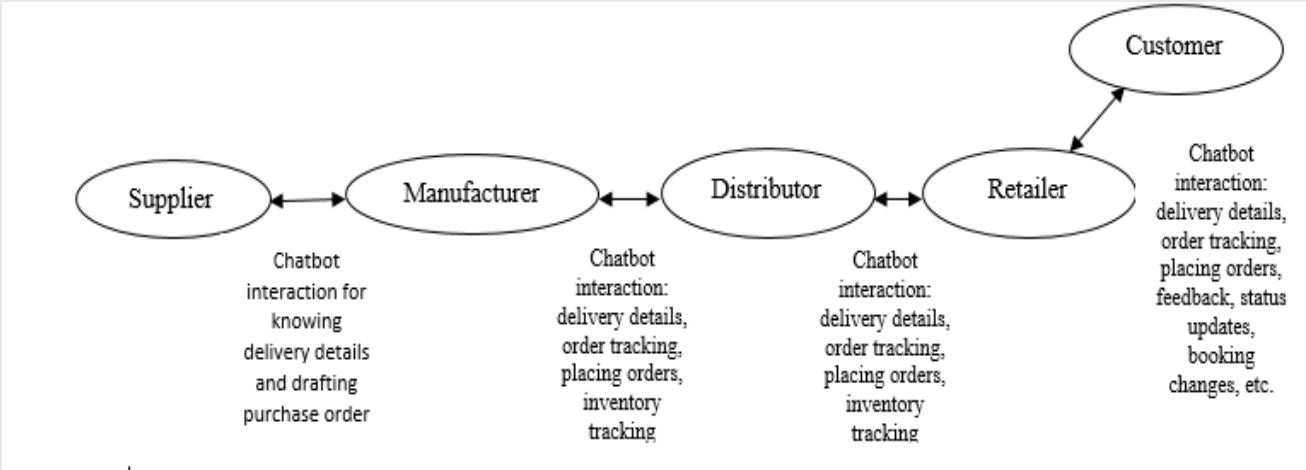 Customer
Supplier
Manufacturer
Distributor
Retailer
Chatbot
interaction for
knowing
delivery details
and drafting
purchase order
Chatbot
interaction:
delivery details,
order tracking,
placing orders,
inventory
tracking
Chatbot
interaction:
delivery details,
order tracking,
placing orders,
inventory
tracking
Chatbot
interaction:
delivery details,
order tracking,
placing orders,
feedback, status
updates,
booking
changes, etc.